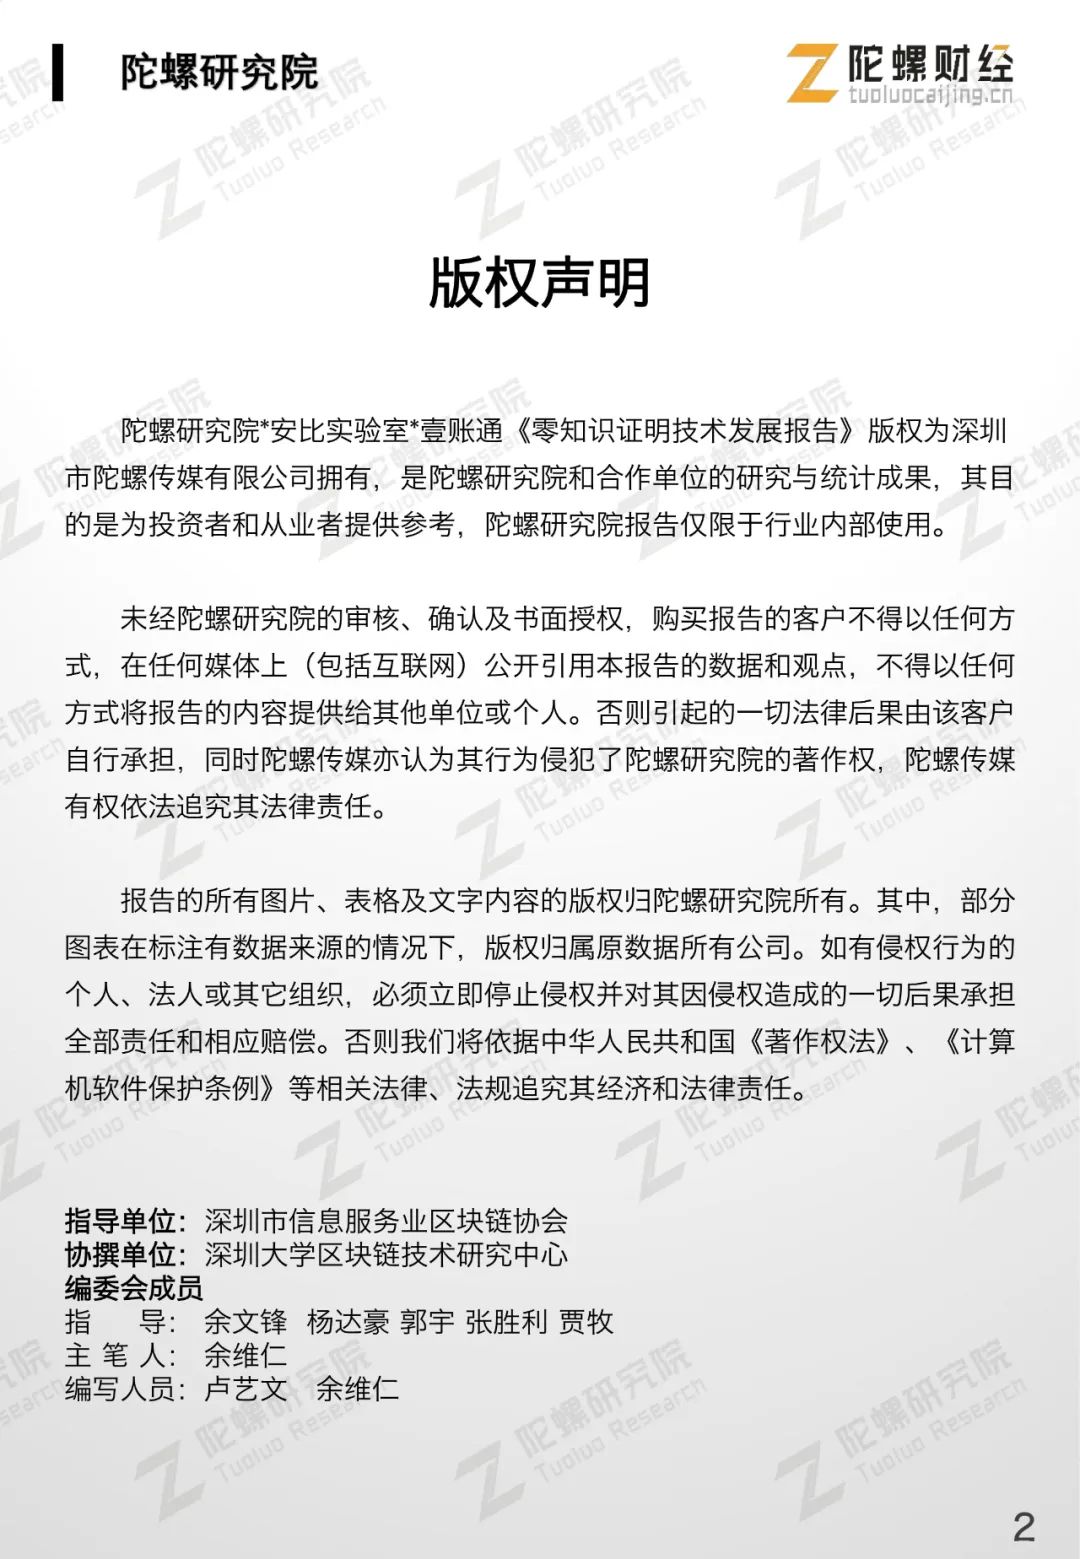 陀螺研究院
陀螺财经
tuoluocaijing.cn
版权声明
陀螺研究院*安比实验室*壹账通《零知识证明技术发展报告》版权为深圳
市陀螺传媒有限公司拥有，是陀螺研究院和合作单位的研究与统计成果，其目
的是为投资者和从业者提供参考，陀螺研究院报告仅限于行业内部使用。
未经陀螺研究院的审核、确认及书面授权，购买报告的客户不得以任何方
式，在任何媒体上（包括互联网）公开引用本报告的数据和观点，不得以任何
方式将报告的内容提供给其他单位或个人。否则引起的一切法律后果由该客户
自行承担，同时陀螺传媒亦认为其行为侵犯了陀螺研究院的著作权，陀螺传媒
有权依法追究其法律责任。
报告的所有图片、表格及文字内容的版权归陀螺研究院所有。其中，部分
图表在标注有数据来源的情况下，版权归属原数据所有公司。如有侵权行为的
个人、法人或其它组织，必须立即停止侵权并对其因侵权造成的一切后果承担
全部责任和相应赔偿。否则我们将依据中华人民共和国《著作权法》、《计算
机软件保护条例》等相关法律、法规追究其经济和法律责任。
指导单位：深圳市信息服务业区块链协会
协撰单位：深圳大学区块链技术研究中心
编委会成员
指 导： 余文锋 杨达豪 郭宇 张胜利 贾牧
主 笔 人： 余维仁
编写人员：卢艺文 余维仁
2